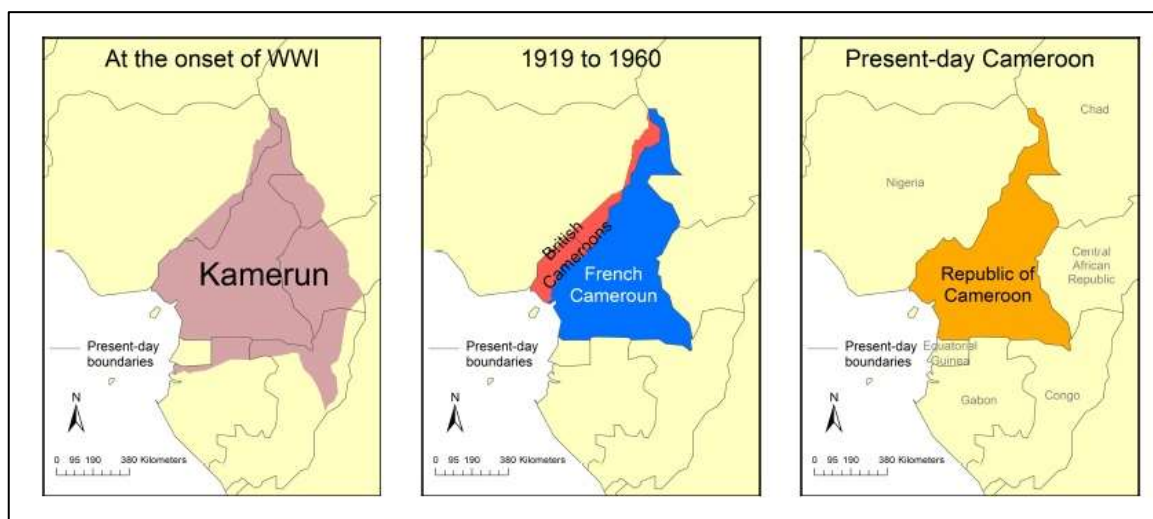 At the onset of WWI
Kamerun
Present-day
boundaries
N
0 95 190 380 Kilometers
1919 to 1960
British
Cameroons
French
Cameroun
Present-day
boundaries
N
0 95 190 380 Kilometers
Present-day Cameroon
Chad
Nigeria
Central
African
Republic
Republic of
Cameroon
Equatorial
Guinea
Present-day
boundaries
Gabon
Congo
N
0 95 190 380 Kilometers